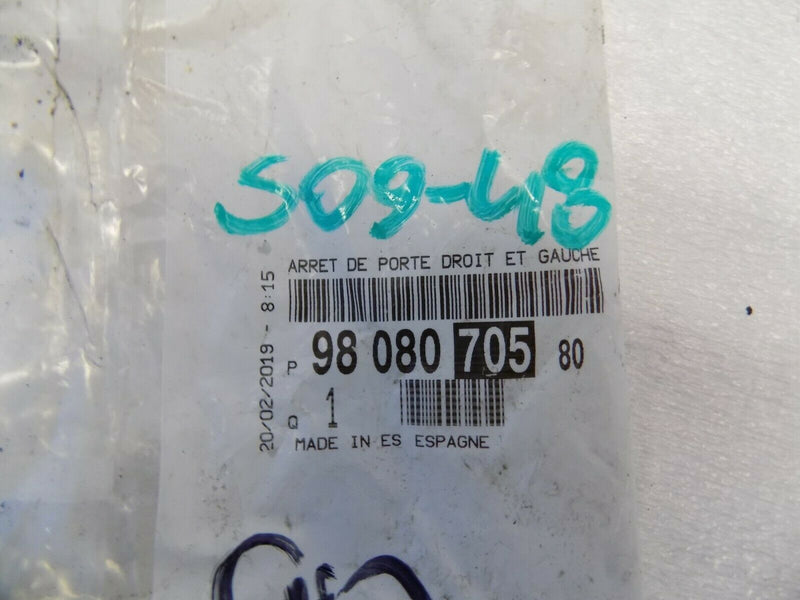 S09-48
ARRET DE PORTE DROIT ET GAUCHE
20/02/2019 - 8:15
P 98 080 705 80
Q 1
MADE IN ES ESPAGNE